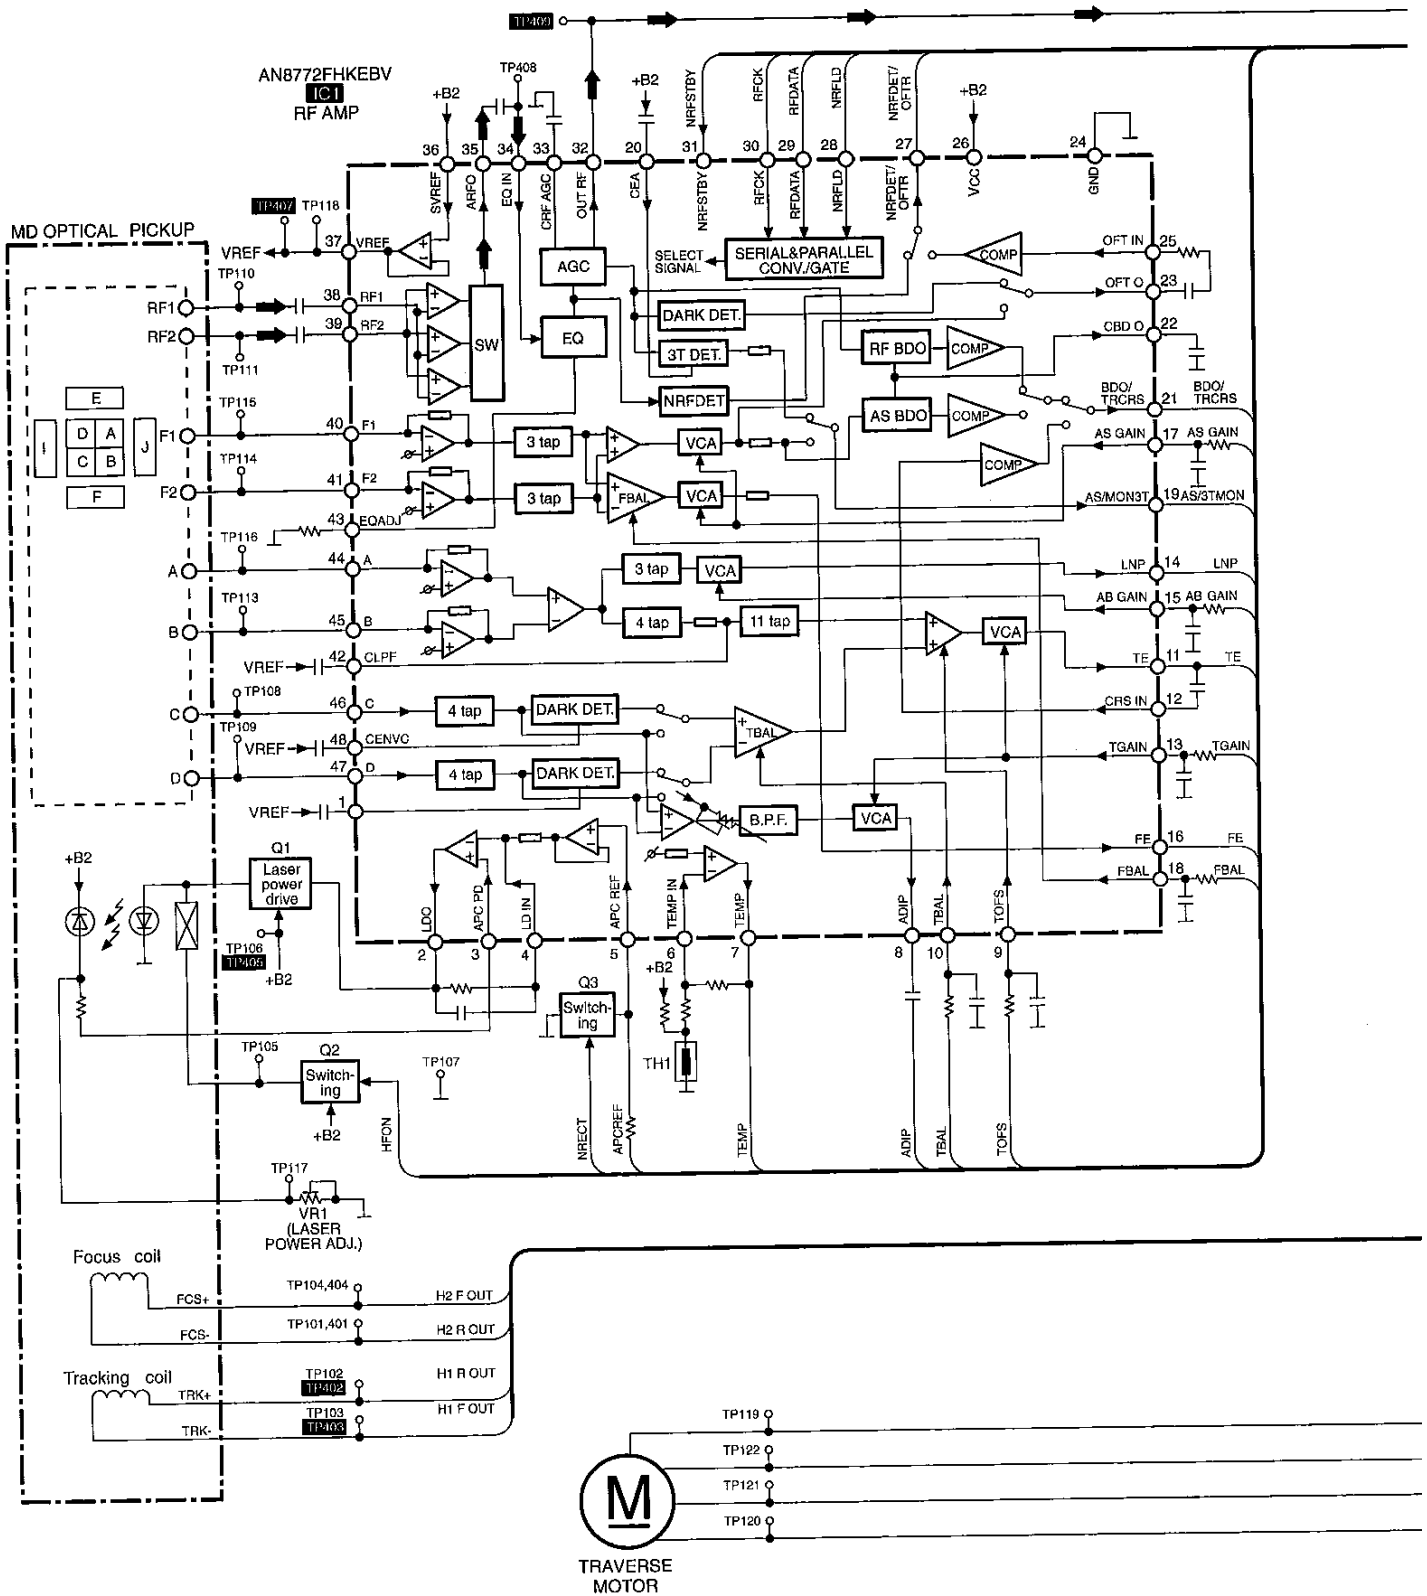 TP409
AN8772FHKEBV
IC1
RF AMP
TP408
+B2
+B2
+B2
NRFSTBY
RFCK
RFDATA
NRFLD
NRFDET/
OFTR
36 35 34 33 32 20 31 30 29 28 27 26 24
SVREF
ARFO
EQ IN
CRF AGC
OUT RF
CEA
NRFSTBY
RFCK
RFDATA
NRFLD
NRFDET/
OFTR
VCC
GND
MD OPTICAL PICKUP
TP407 TP118
VREF
37 VREF
TP110
RF1
38 RF1
RF2
39 RF2
TP111
SW
AGC
EQ
SELECT
SIGNAL
SERIAL&PARALLEL
CONV./GATE
COMP
OFT IN 25
OFT O 23
DARK DET.
3T DET.
NRFDET
RF BDO
COMP
AS BDO
COMP
COMP
CBD O 22
BDO/
TRCRS
21
BDO/
TRCRS
AS GAIN 17 AS GAIN
AS/MON3T 19 AS/3TMON
E
D A
C B
I
J
F
TP115
F1
40 F1
3 tap
VCA
TP114
F2
41 F2
3 tap
FBAL
VCA
43 EQADJ
TP116
A
44 A
3 tap
VCA
LNP 14 LNP
AB GAIN 15 AB GAIN
TP113
B
45 B
4 tap
11 tap
VCA
VREF
42 CLPF
TE 11 TE
TP108
C
46 C
4 tap
DARK DET.
TBAL
CRS IN 12
TP109
VREF
48 CENVC
TGAIN 13 TGAIN
D
47 D
4 tap
DARK DET.
VREF
1
B.P.F.
VCA
FE 16 FE
FBAL 18 FBAL
+B2
Q1
Laser
power
drive
TP106
TP405
+B2
LDO
APC PD
LD IN
APC REF
TEMP IN
TEMP
ADIP
TBAL
TOFS
2 3 4 5 6 7 8 10 9
+B2
Q3
Switch-
ing
TH1
TP105
Q2
Switch-
ing
+B2
TP107
HFON
NRECT
APCREF
TEMP
ADIP
TBAL
TOFS
TP117
VR1
(LASER
POWER ADJ.)
Focus coil
FCS+
TP104,404
H2 F OUT
FCS-
TP101,401
H2 R OUT
Tracking coil
TRK+
TP102
TP402
H1 R OUT
TRK-
TP103
TP403
H1 F OUT
TP119
TP122
TP121
TP120
M
TRAVERSE
MOTOR